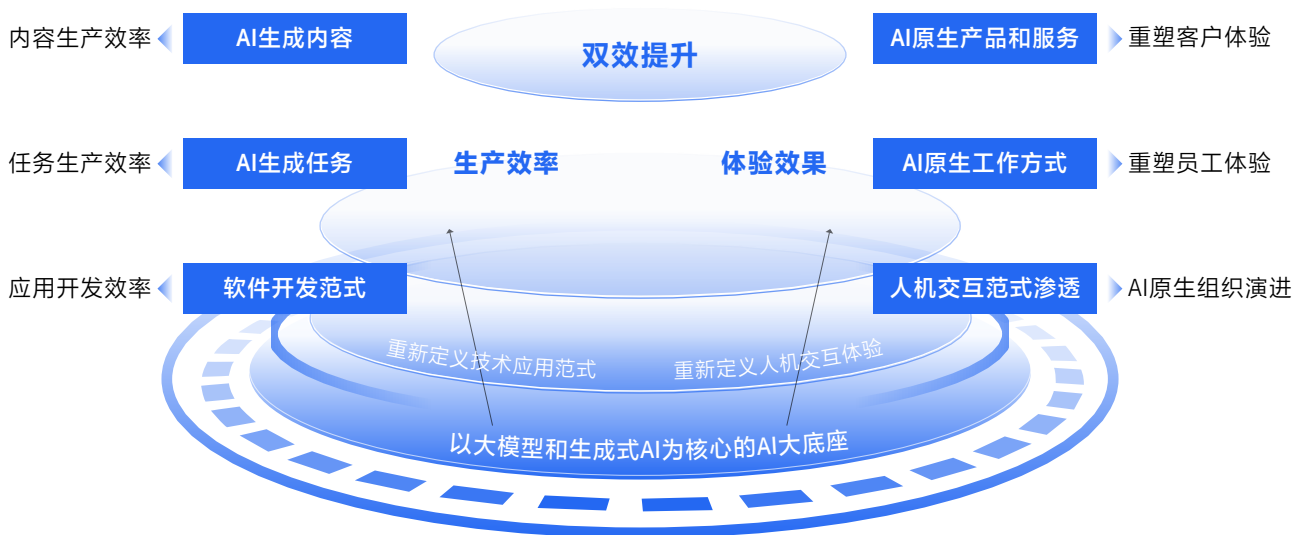 内容生产效率 AI生成内容 双效提升 AI原生产品和服务 重塑客户体验
任务生产效率 AI生成任务 生产效率 体验效果 AI原生工作方式 重塑员工体验
应用开发效率 软件开发范式 人机交互范式渗透 AI原生组织演进
重新定义技术应用范式 重新定义人机交互体验
以大模型和生成式AI为核心的AI大底座